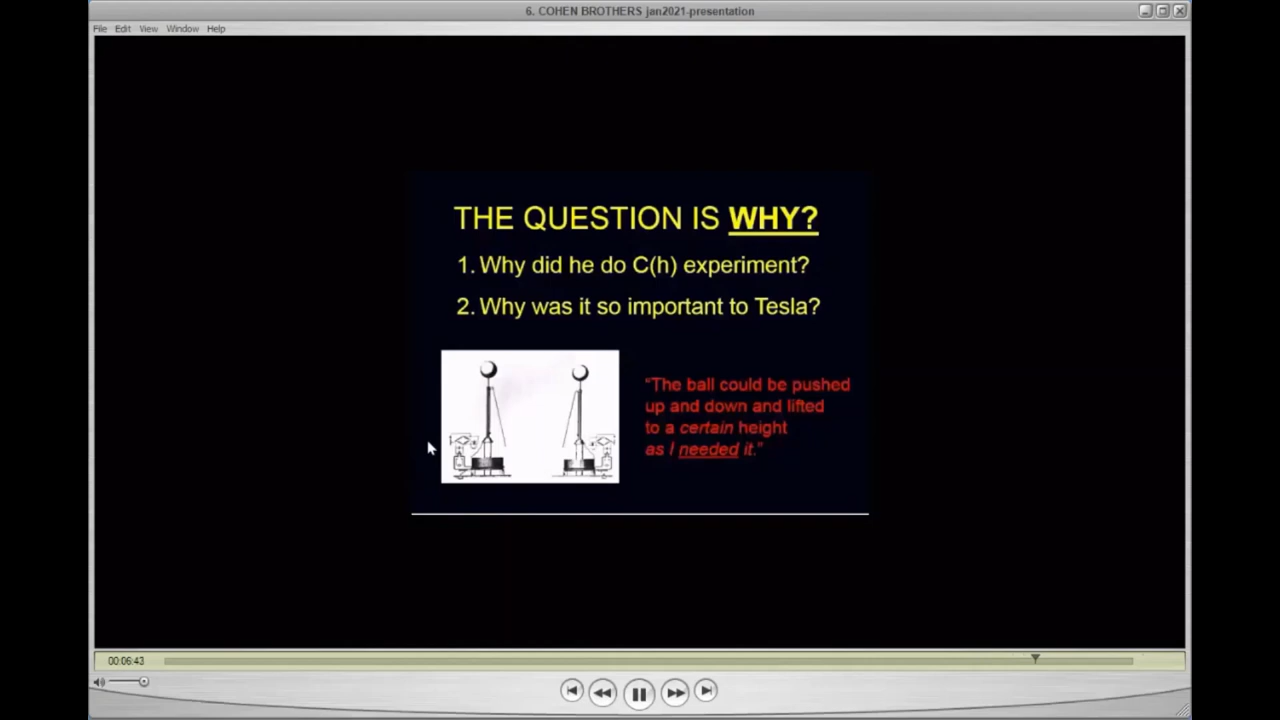 6. COHEN BROTHERS jan2021-presentation
File Edit View Window Help
THE QUESTION IS WHY?
1. Why did he do C(h) experiment?
2. Why was it so important to Tesla?
“The ball could be pushed
up and down and lifted
to a certain height
as I needed it.”
00:06:43